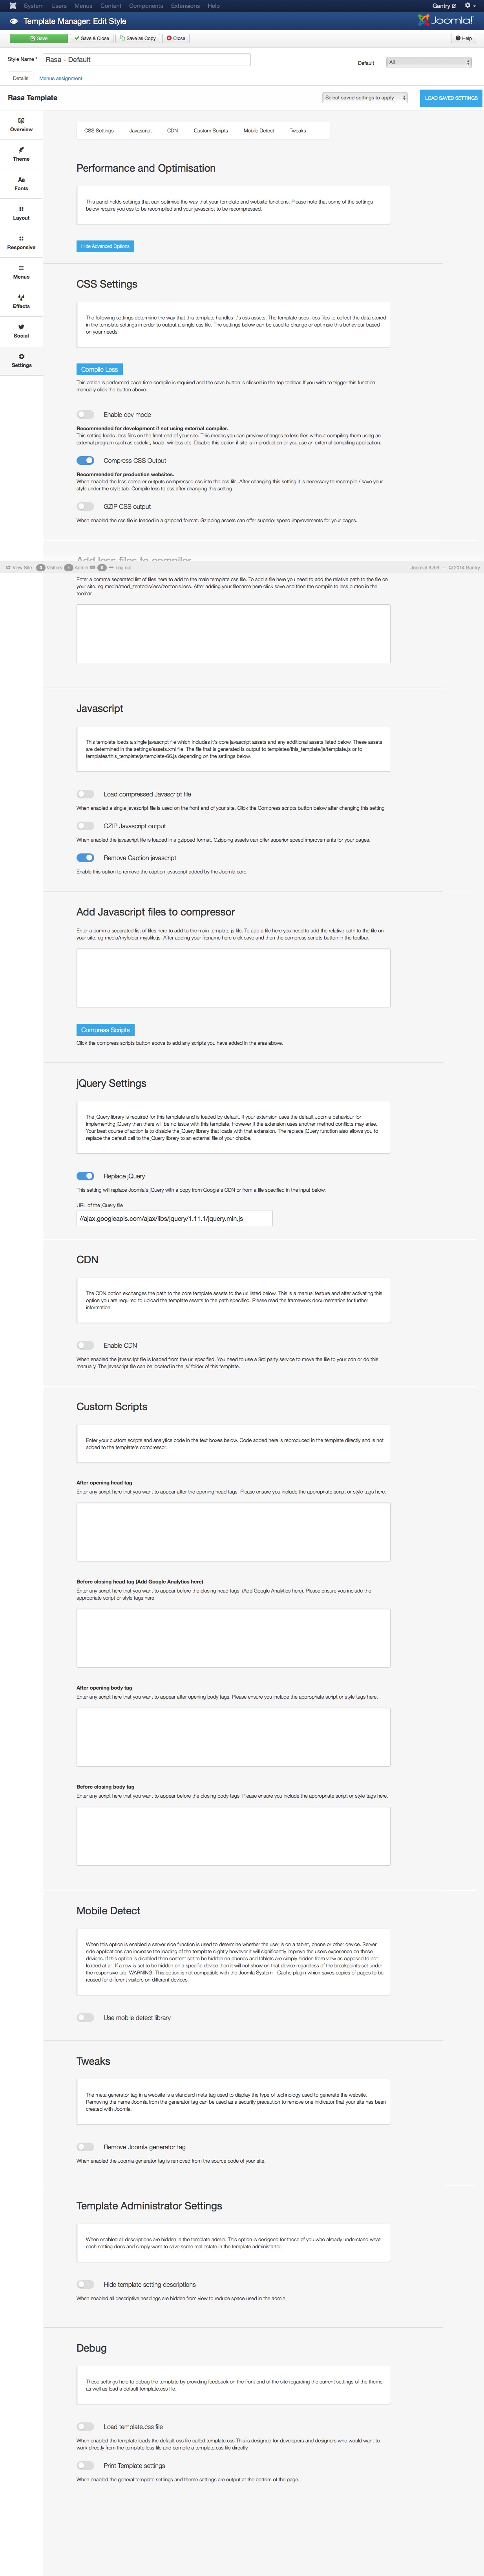 System Users Menus Content Components Extensions Help Gantry
Template Manager: Edit Style Joomla!
Save Save & Close Save as Copy Close Help
Style Name * Rasa - Default Default All
Details Menus assignment
Rasa Template Select saved settings to apply LOAD SAVED SETTINGS
Overview
Theme
Aa
Fonts
Layout
Responsive
Menus
Effects
Social
Settings
CSS Settings Javascript CDN Custom Scripts Mobile Detect Tweaks
Performance and Optimisation
This panel holds settings that can optimise the way that your template and website functions. Please note that some of the settings
below require you css to be recompiled and your javascript to be recompressed.
Hide Advanced Options
CSS Settings
The following settings determine the way that this template handles it's css assets. The template uses .less files to collect the data stored
in the template settings in order to output a single css file. The settings below can be used to change or optimise this behaviour based
on your needs.
Compile Less
This action is performed each time compile is required and the save button is clicked in the top toolbar. If you wish to trigger this function
manually click the button above.
Enable dev mode
Recommended for development if not using external compiler.
This setting loads .less files on the front end of your site. This means you can preview changes to less files without compiling them using an
external program such as codekit, koala, winless etc. Disable this option if site is in production or you use an external compiling application.
Compress CSS Output
Recommended for production websites.
When enabled the less compiler outputs compressed css into the css file. After changing this setting it is necessary to recompile / save your
style under the style tab. Compile less to css after changing this setting
GZIP CSS output
When enabled the css file is loaded in a gzipped format. Gzipping assets can offer superior speed improvements for your pages.
Add less files to compiler
View Site 0 Visitors 1 Admin 0 Log out Joomla! 3.3.6 — © 2014 Gantry
Enter a comma separated list of files here to add to the main template css file. To add a file here you need to add the relative path to the file on
your site. eg media/mod_zentools/less/zentools.less. After adding your filename here click save and then the compile to less button in the
toolbar.
Javascript
This template loads a single javascript file which includes it's core javascript assets and any additional assets listed below. These assets
are determined in the settings/assets.xml file. The file that is generated is output to templates/this_template/js/template.js or to
templates/this_template/js/template-66.js depending on the settings below.
Load compressed Javascript file
When enabled a single javascript file is used on the front end of your site. Click the Compress scripts button below after changing this setting
GZIP Javascript output
When enabled the javascript file is loaded in a gzipped format. Gzipping assets can offer superior speed improvements for your pages.
Remove Caption javascript
Enable this option to remove the caption javascript added by the Joomla core
Add Javascript files to compressor
Enter a comma separated list of files here to add to the main template js file. To add a file here you need to add the relative path to the file on
your site. eg media/myfolder/myjsfile.js. After adding your filename here click save and then the compress scripts button in the toolbar.
Compress Scripts
Click the compress scripts button above to add any scripts you have added in the area above.
jQuery Settings
The jQuery library is required for this template and is loaded by default. If your extension uses the default Joomla behaviour for
implementing jQuery then there will be no issue with this template. However if the extension uses another method conflicts may arise.
Your best course of action is to disable the jQuery library that loads with that extension. The replace jQuery function also allows you to
replace the default call to the jQuery library to an external file of your choice.
Replace jQuery
This setting will replace Joomla's jQuery with a copy from Google's CDN or from a file specified in the input below.
URL of the jQuery file
//ajax.googleapis.com/ajax/libs/jquery/1.11.1/jquery.min.js
CDN
The CDN option exchanges the path to the core template assets to the url listed below. This is a manual feature and after activating this
option you are required to upload the template assets to the path specified. Please read the framework documentation for further
information.
Enable CDN
When enabled the javascript file is loaded from the url specified. You need to use a 3rd party service to move the file to your cdn or do this
manually. The javascript file can be located in the js/ folder of this template.
Custom Scripts
Enter your custom scripts and analytics code in the text boxes below. Code added here is reproduced in the template directly and is not
added to the template's compressor.
After opening head tag
Enter any script here that you want to appear after the opening head tags. Please ensure you include the appropriate script or style tags here.
Before closing head tag (Add Google Analytics here)
Enter any script here that you want to appear before the closing head tags. (Add Google Analytics here). Please ensure you include the
appropriate script or style tags here.
After opening body tag
Enter any script here that you want to appear after opening body tags. Please ensure you include the appropriate script or style tags here.
Before closing body tag
Enter any script here that you want to appear before the closing body tags. Please ensure you include the appropriate script or style tags here.
Mobile Detect
When this option is enabled a server side function is used to determine whether the user is on a tablet, phone or other device. Server
side applications can increase the loading of the template slightly however it will significantly improve the users experience on these
devices. If this option is disabled then content set to be hidden on phones and tablets are simply hidden from view as opposed to not
loaded at all. If a row is set to be hidden on a specific device then it will not show on that device regardless of the breakpoints set under
the responsive tab. WARNING: This option is not compatible with the Joomla System - Cache plugin which saves copies of pages to be
reused for different visitors on different devices.
Use mobile detect library
Tweaks
The meta generator tag in a website is a standard meta tag used to display the type of technology used to generate the website.
Removing the name Joomla from the generator tag can be used as a security precaution to remove one inidicator that your site has been
created with Joomla.
Remove Joomla generator tag
When enabled the Joomla generator tag is removed from the source code of your site.
Template Administrator Settings
When enabled all descriptions are hidden in the template admin. This option is designed for those of you who already understand what
each setting does and simply want to save some real estate in the template administartor.
Hide template setting descriptions
When enabled all descriptive headings are hidden from view to reduce space used in the admin.
Debug
These settings help to debug the template by providing feedback on the front end of the site regarding the current settings of the theme
as well as load a default template.css file.
Load template.css file
When enabled the template loads the default css file called template.css This is designed for developers and designers who would want to
work directly from the template.less file and compile a template.css file directly.
Print Template settings
When enabled the general template settings and theme settings are output at the bottom of the page.